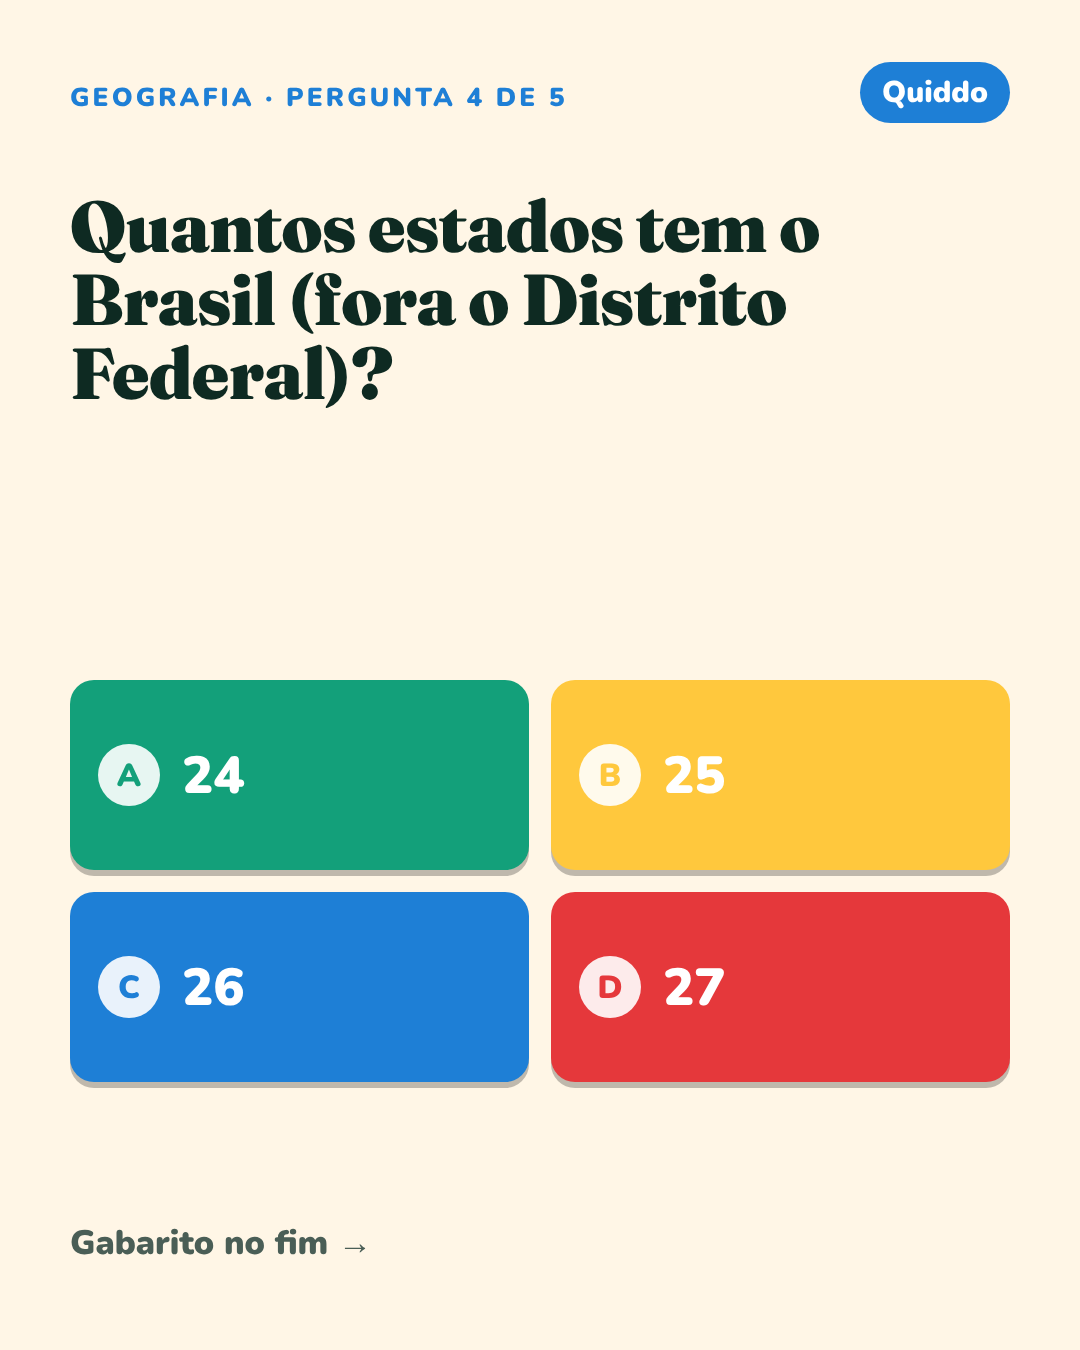 GEOGRAFIA · PERGUNTA 4 DE 5
Quiddo
Quantos estados tem o
Brasil (fora o Distrito
Federal)?
A 24
B 25
C 26
D 27
Gabarito no fim →